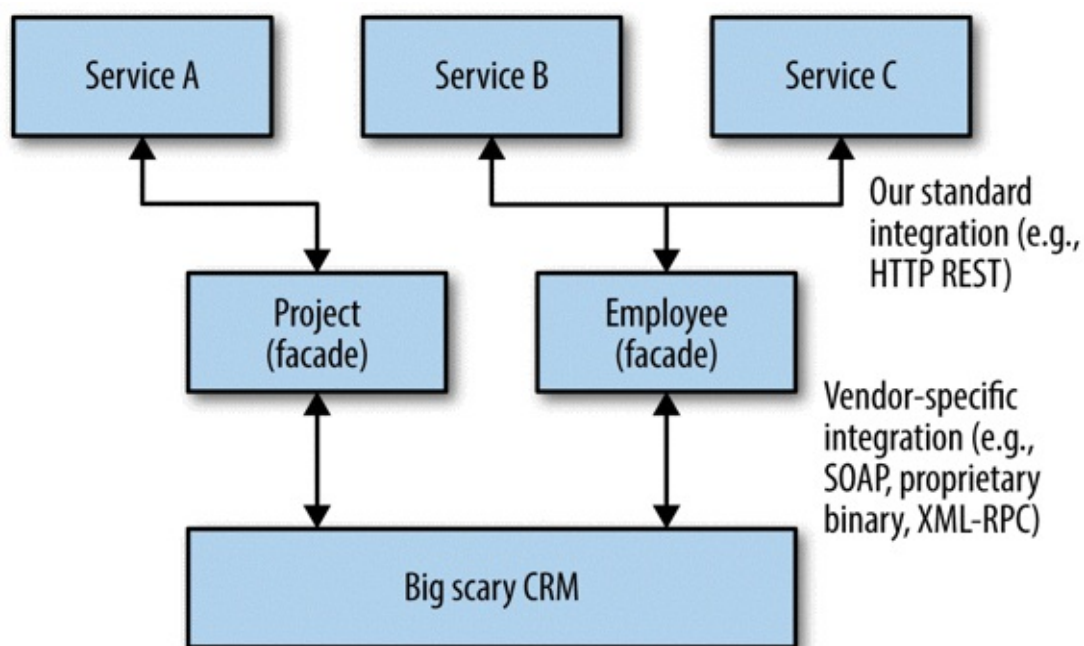 Service A
Service B
Service C
Our standard
integration (e.g.,
HTTP REST)
Project
(facade)
Employee
(facade)
Vendor-specific
integration (e.g.,
SOAP, proprietary
binary, XML-RPC)
Big scary CRM